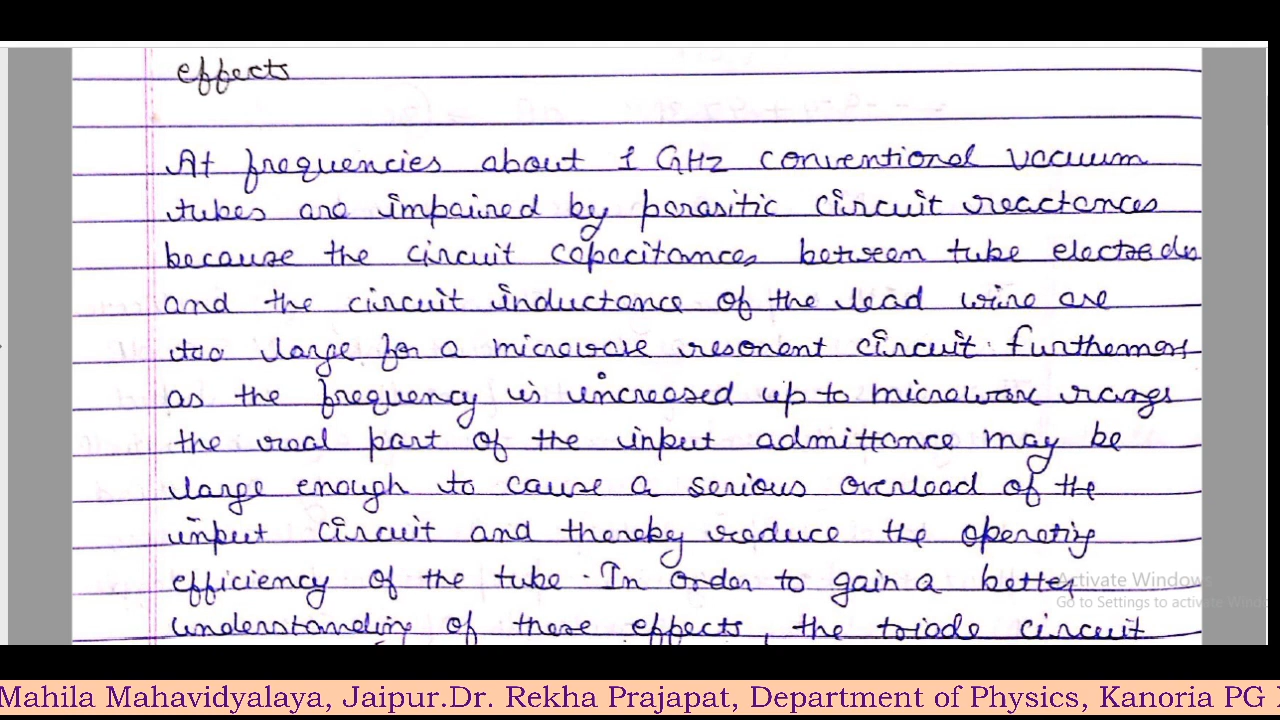 effects
At frequencies about 1 GHz conventional vacuum
tubes are impaired by parasitic circuit reactances
because the circuit capacitances between tube electrodes
and the circuit inductance of the lead wire are
too large for a microwave resonent circuit. Furthermore
as the frequency is increased up to microwave ranges
the real part of the input admittance may be
large enough to cause a serious overload of the
input circuit and thereby reduce the operating
efficiency of the tube. In order to gain a better
understanding of these effects, the triode circuit
Activate Windows
Go to Settings to activate Windo
Mahila Mahavidyalaya, Jaipur.Dr. Rekha Prajapat, Department of Physics, Kanoria PG